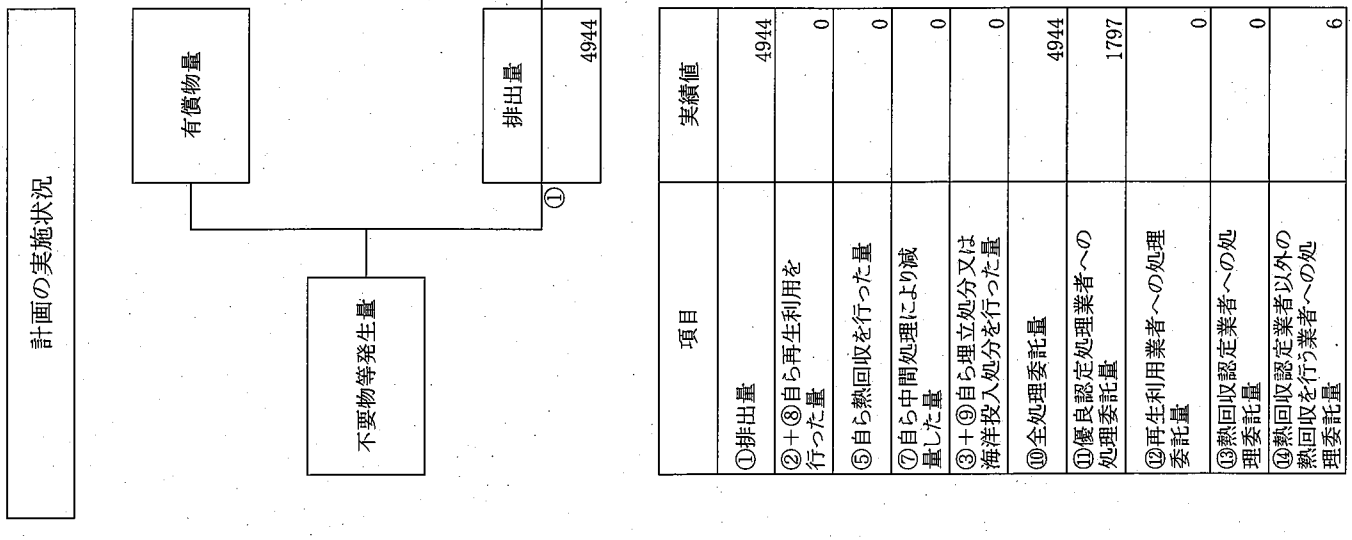 計画の実施状況
有償物量
不要物等発生量
①
排出量
4944
項目
実績値
①排出量
4944
②＋⑧自ら再生利用を
行った量
0
⑤自ら熱回収を行った量
0
⑦自ら中間処理により減
量した量
0
③＋⑨自ら埋立処分又は
海洋投入処分を行った量
0
⑩全処理委託量
4944
⑪優良認定処理業者への
処理委託量
1797
⑫再生利用業者への処理
委託量
0
⑬熱回収認定業者への処
理委託量
0
⑭熱回収認定業者以外の
熱回収を行う業者への処
理委託量
6